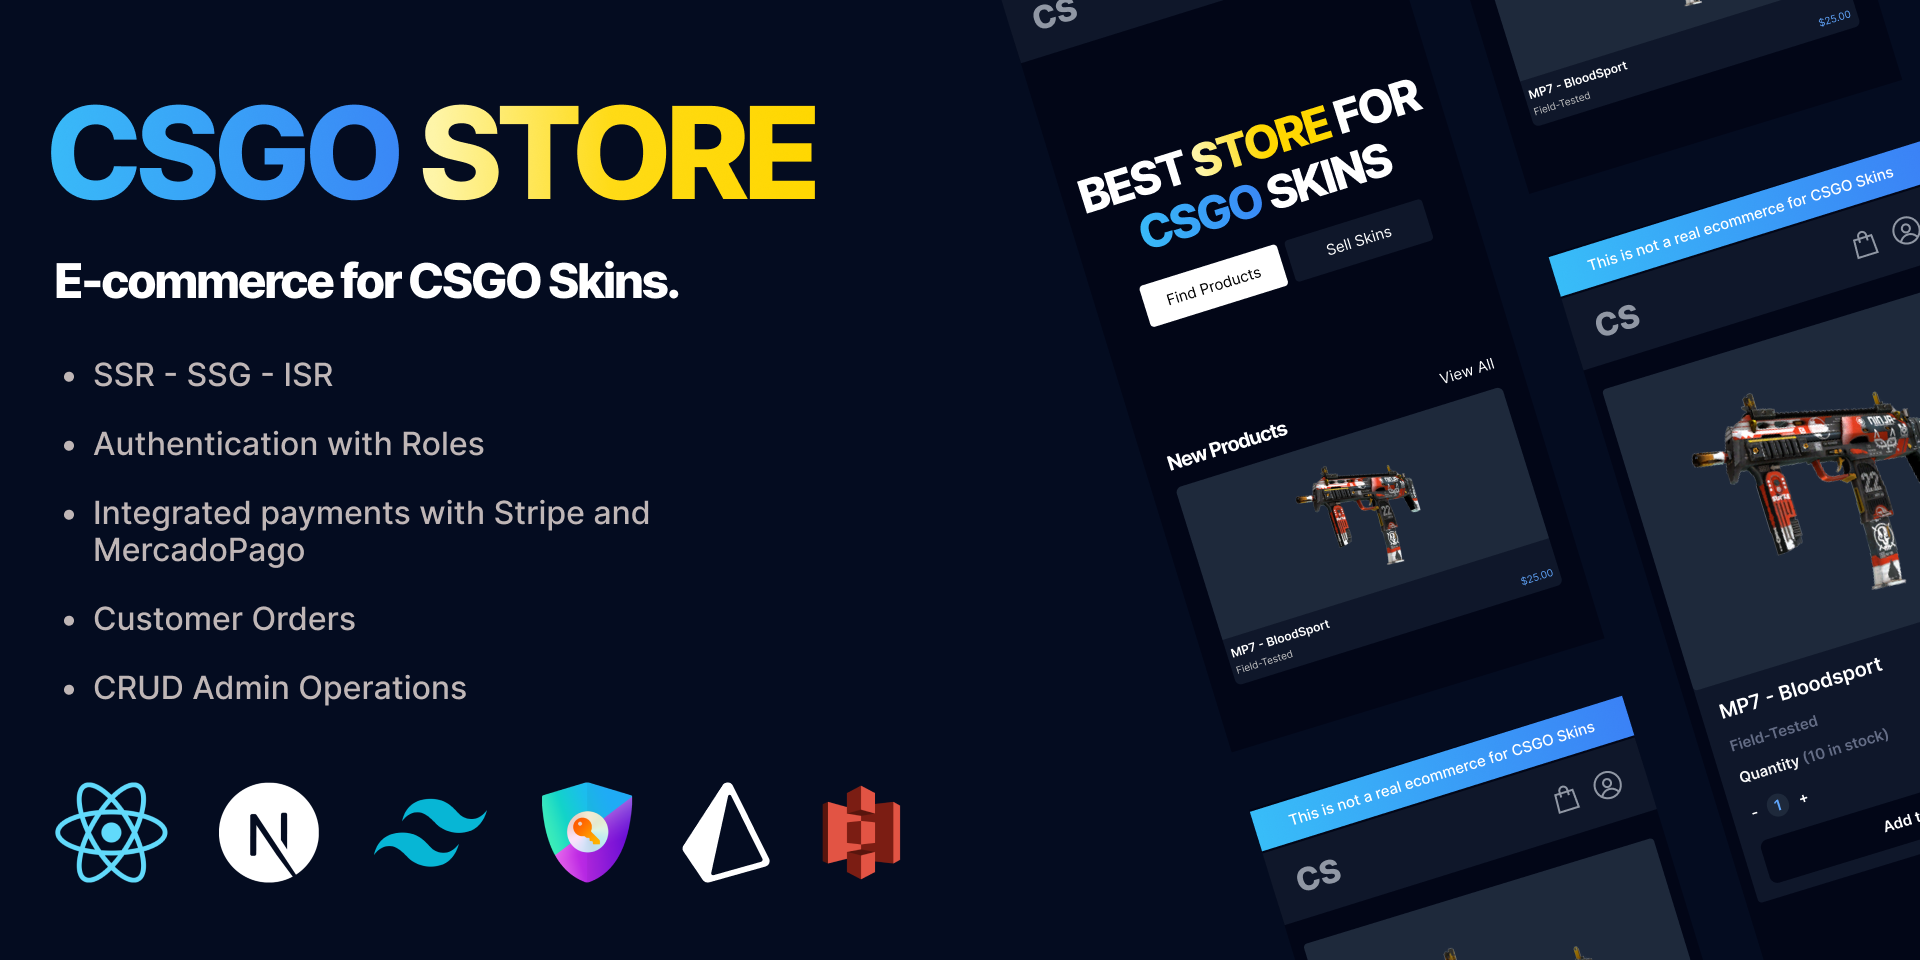 CSGO STORE
E-commerce for CSGO Skins.
SSR - SSG - ISR
Authentication with Roles
Integrated payments with Stripe and
MercadoPago
Customer Orders
CRUD Admin Operations
N
CS
BEST STORE FOR
CSGO SKINS
Find Products
Sell Skins
View All
New Products
22
$25.00
MP7 - BloodSport
Field-Tested
$25.00
MP7 - BloodSport
Field-Tested
This is not a real ecommerce for CSGO Skins
CS
NINJA
22
MP7 - Bloodsport
Field-Tested
Quantity (10 in stock)
- 1 +
Add t
This is not a real ecommerce for CSGO Skins
CS